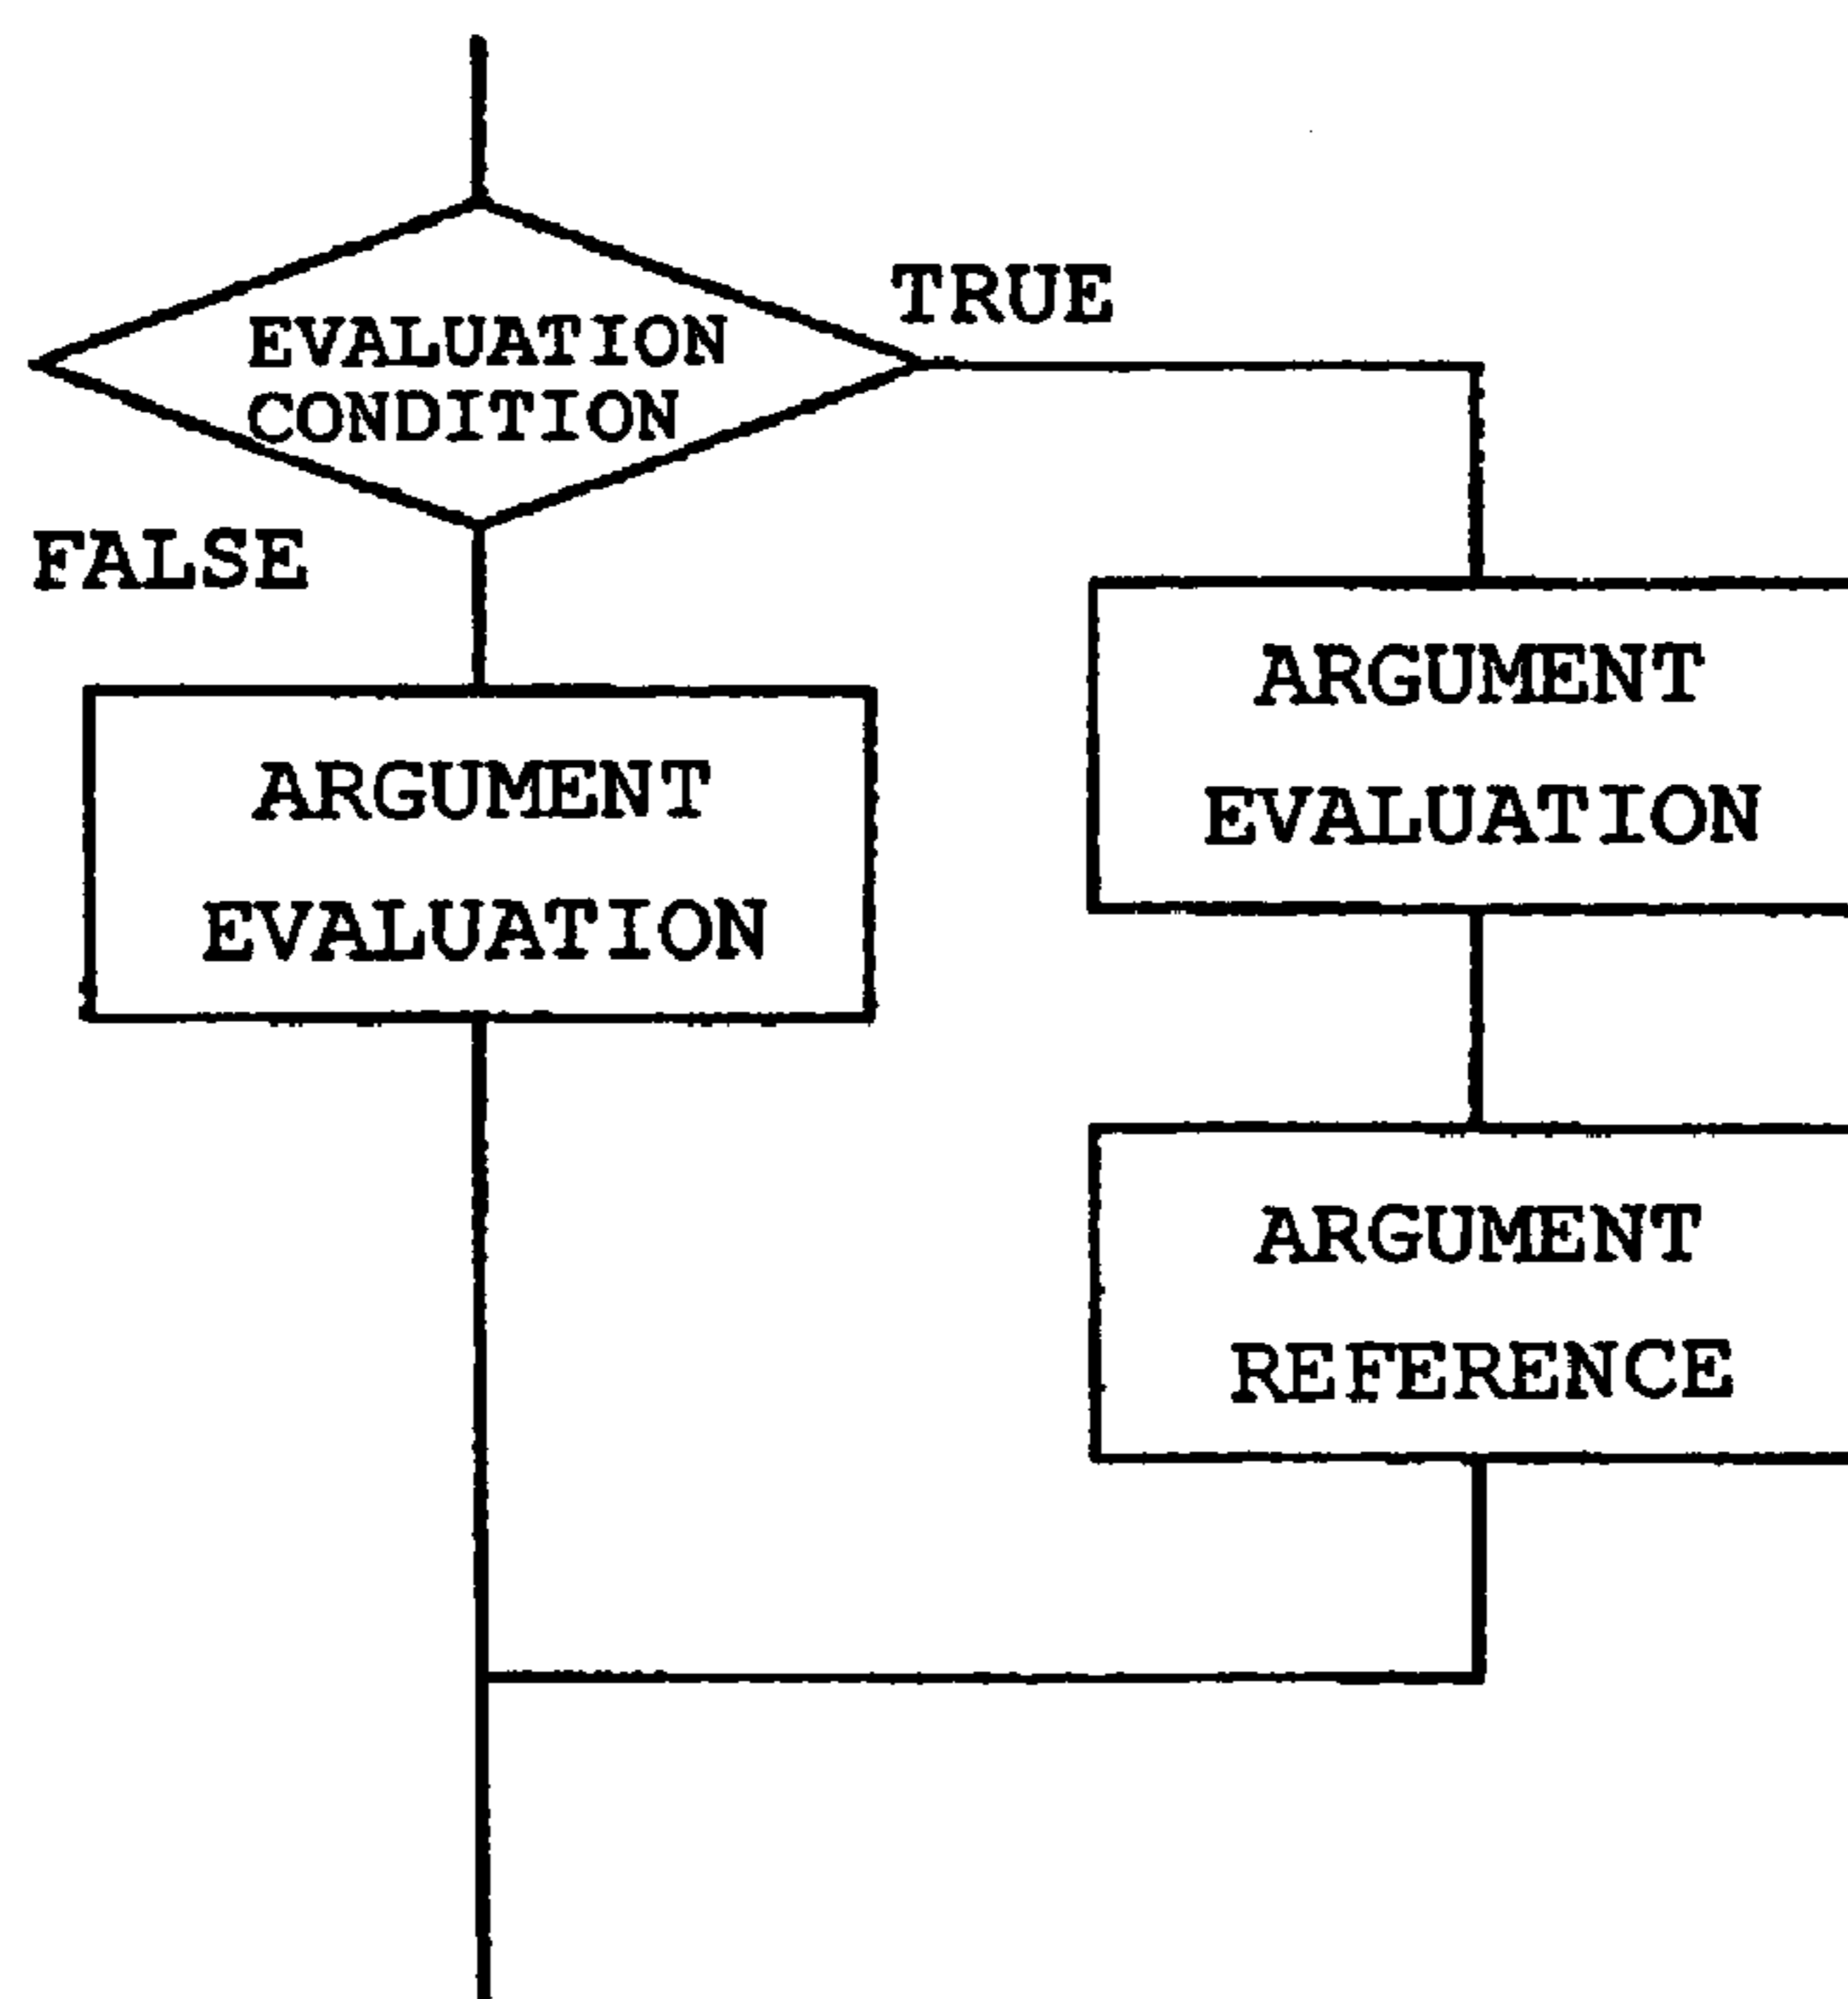 TRUE
EVALUATION
CONDITION
FALSE
ARGUMENT
EVALUATION
ARGUMENT
EVALUATION
ARGUMENT
REFERENCE